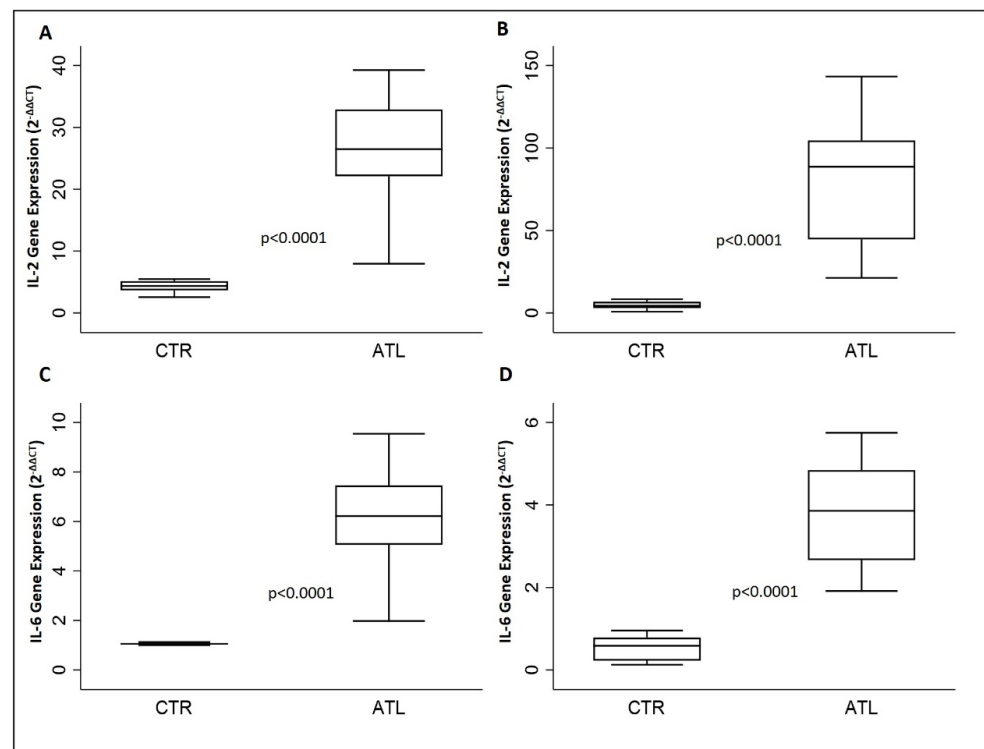 A
IL-2 Gene Expression (2-ΔΔCT)
40
30
20
10
0
p<0.0001
CTR
ATL
B
IL-2 Gene Expression (2-ΔΔCT)
150
100
50
0
p<0.0001
CTR
ATL
C
IL-6 Gene Expression (2-ΔΔCT)
10
8
6
4
2
0
p<0.0001
CTR
ATL
D
IL-6 Gene Expression (2-ΔΔCT)
6
4
2
0
p<0.0001
CTR
ATL